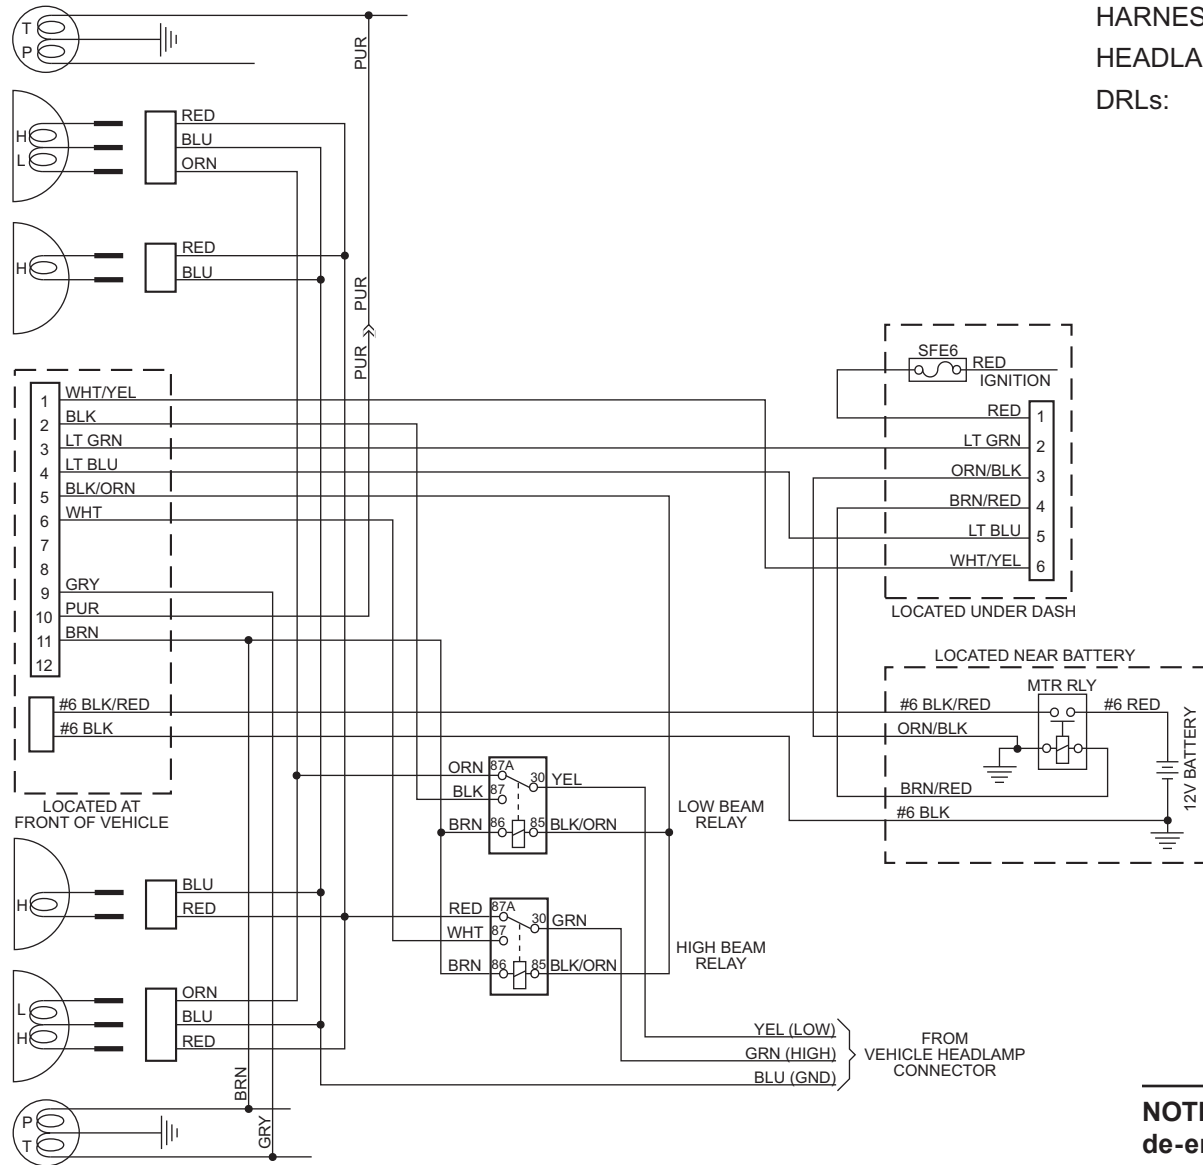 HARNES
HEADLA
DRLs:
T
P
PUR
H
L
RED
BLU
ORN
H
RED
BLU
PUR
PUR
1 WHT/YEL
2 BLK
3 LT GRN
4 LT BLU
5 BLK/ORN
6 WHT
7
8
9 GRY
10 PUR
11 BRN
12
#6 BLK/RED
#6 BLK
LOCATED AT
FRONT OF VEHICLE
SFE6
RED
IGNITION
RED 1
LT GRN 2
ORN/BLK 3
BRN/RED 4
LT BLU 5
WHT/YEL 6
LOCATED UNDER DASH
LOCATED NEAR BATTERY
MTR RLY
#6 BLK/RED
#6 RED
ORN/BLK
BRN/RED
#6 BLK
12V BATTERY
ORN 87A
30 YEL
BLK 87
BRN 86
85 BLK/ORN
LOW BEAM
RELAY
RED 87A
30 GRN
WHT 87
BRN 86
85 BLK/ORN
HIGH BEAM
RELAY
H
BLU
RED
L
H
ORN
BLU
RED
YEL (LOW)
GRN (HIGH)
BLU (GND)
FROM
VEHICLE HEADLAMP
CONNECTOR
BRN
GRY
P
T
NOTE
de-en